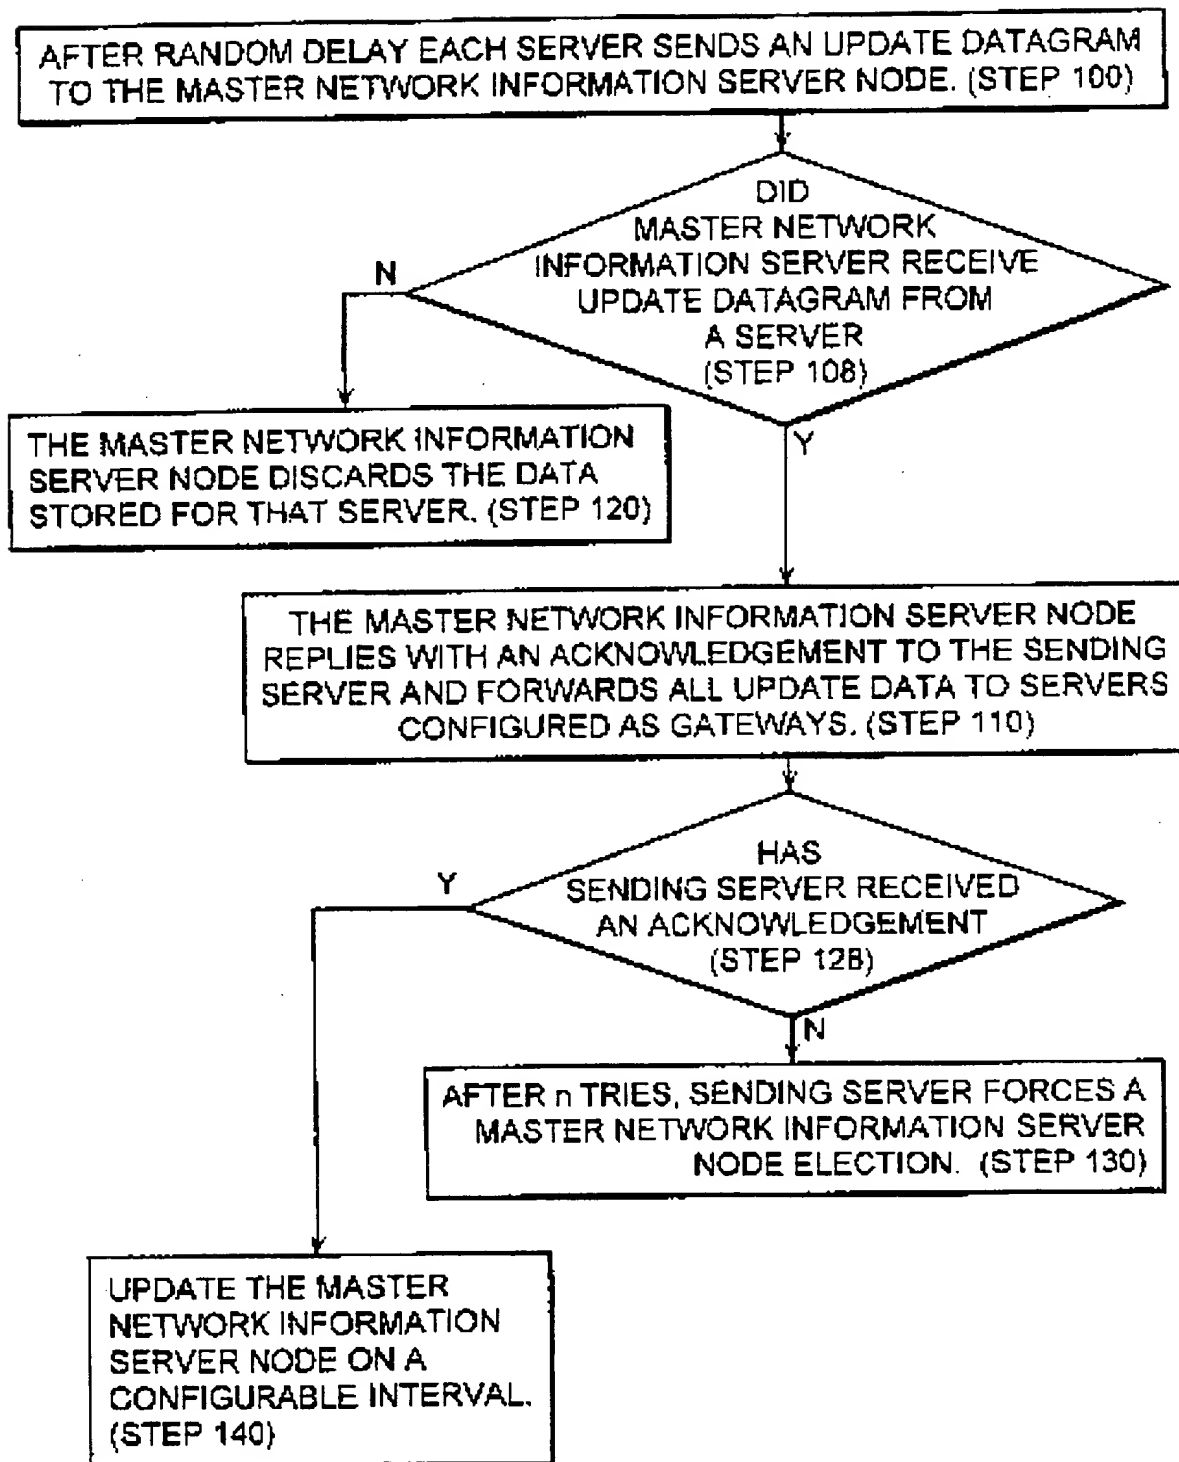 AFTER RANDOM DELAY EACH SERVER SENDS AN UPDATE DATAGRAM
TO THE MASTER NETWORK INFORMATION SERVER NODE. (STEP 100)
DID
MASTER NETWORK
INFORMATION SERVER RECEIVE
UPDATE DATAGRAM FROM
A SERVER
(STEP 108)
N
Y
THE MASTER NETWORK INFORMATION
SERVER NODE DISCARDS THE DATA
STORED FOR THAT SERVER. (STEP 120)
THE MASTER NETWORK INFORMATION SERVER NODE
REPLIES WITH AN ACKNOWLEDGEMENT TO THE SENDING
SERVER AND FORWARDS ALL UPDATE DATA TO SERVERS
CONFIGURED AS GATEWAYS. (STEP 110)
HAS
SENDING SERVER RECEIVED
AN ACKNOWLEDGEMENT
(STEP 128)
Y
N
AFTER n TRIES, SENDING SERVER FORCES A
MASTER NETWORK INFORMATION SERVER
NODE ELECTION. (STEP 130)
UPDATE THE MASTER
NETWORK INFORMATION
SERVER NODE ON A
CONFIGURABLE INTERVAL.
(STEP 140)